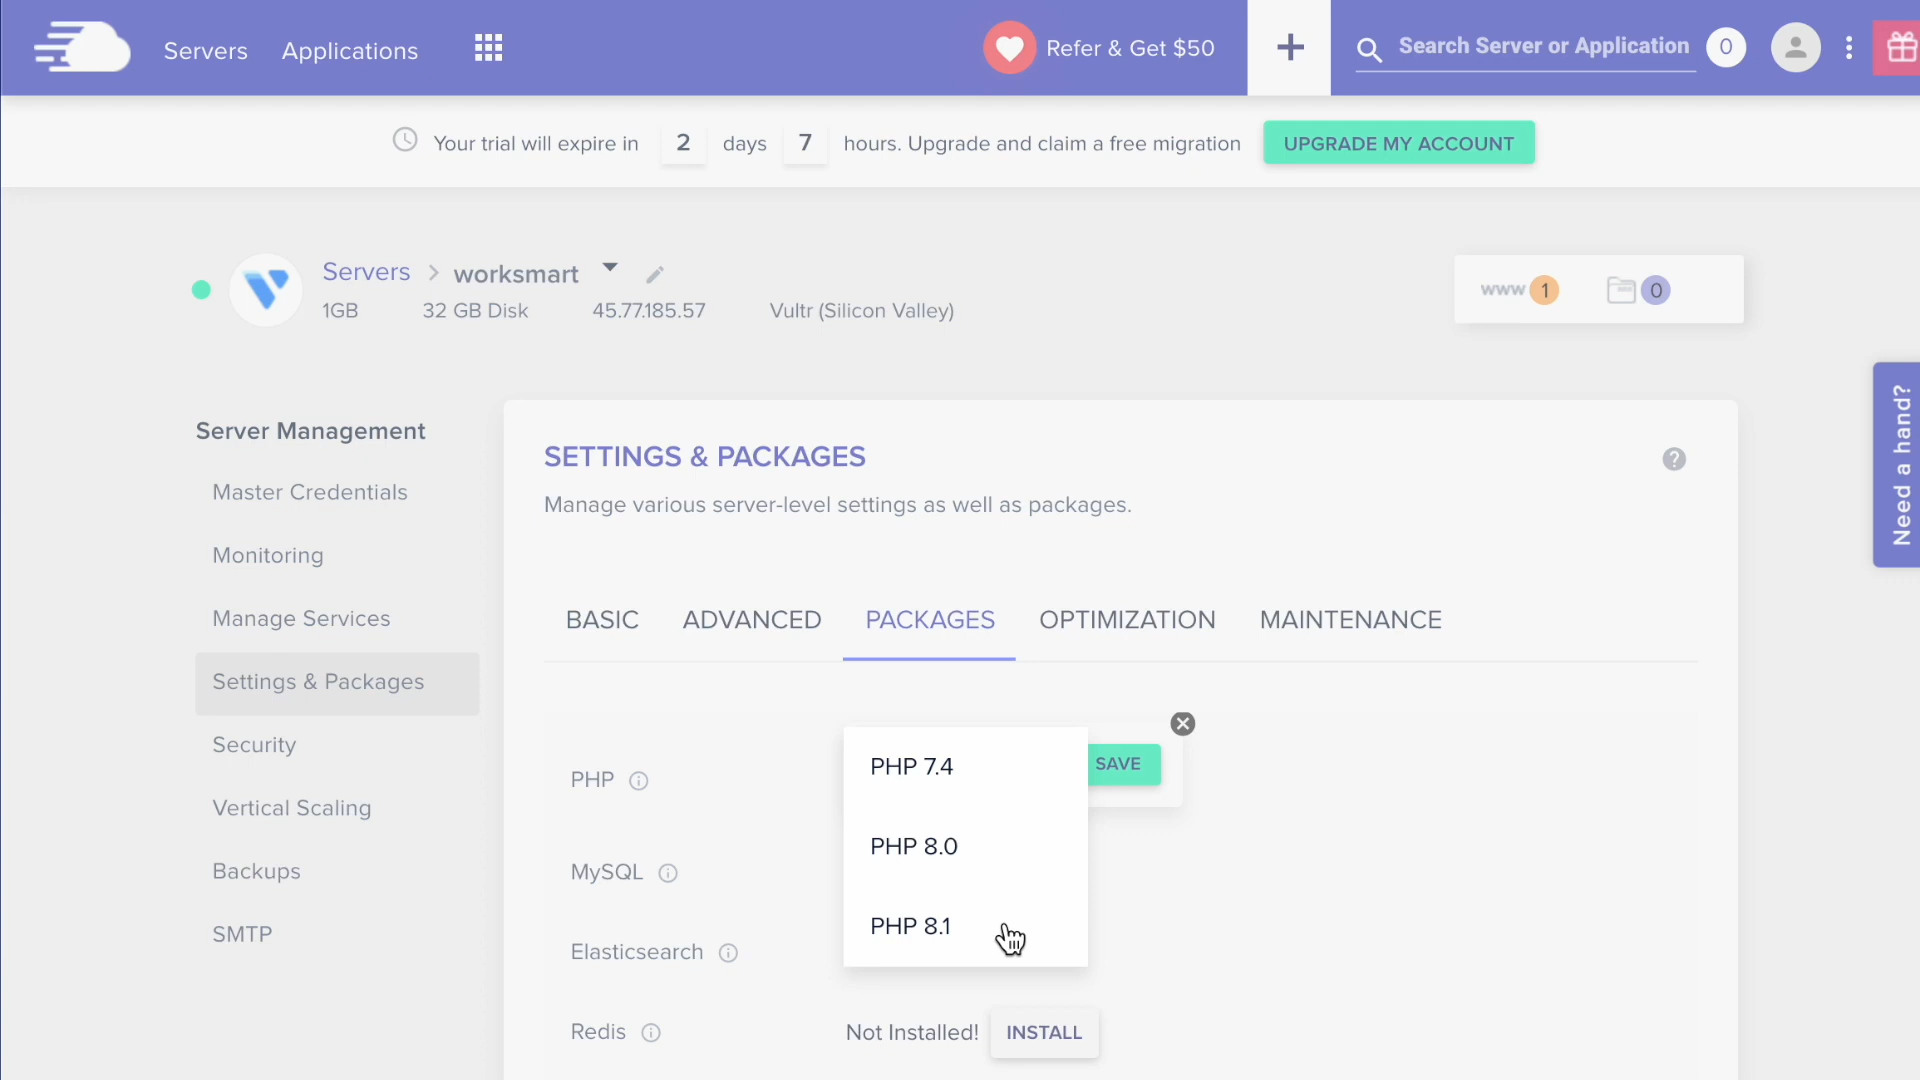 Servers Applications Refer & Get $50 + Search Server or Application 0
Your trial will expire in 2 days 7 hours. Upgrade and claim a free migration UPGRADE MY ACCOUNT
Servers > worksmart
1GB 32 GB Disk 45.77.185.57 Vultr (Silicon Valley)
www 1 0
Need a hand?
Server Management
Master Credentials
Monitoring
Manage Services
Settings & Packages
Security
Vertical Scaling
Backups
SMTP
SETTINGS & PACKAGES
Manage various server-level settings as well as packages.
BASIC ADVANCED PACKAGES OPTIMIZATION MAINTENANCE
PHP
PHP 7.4
PHP 8.0
PHP 8.1
SAVE
MySQL
Elasticsearch
Redis Not Installed! INSTALL